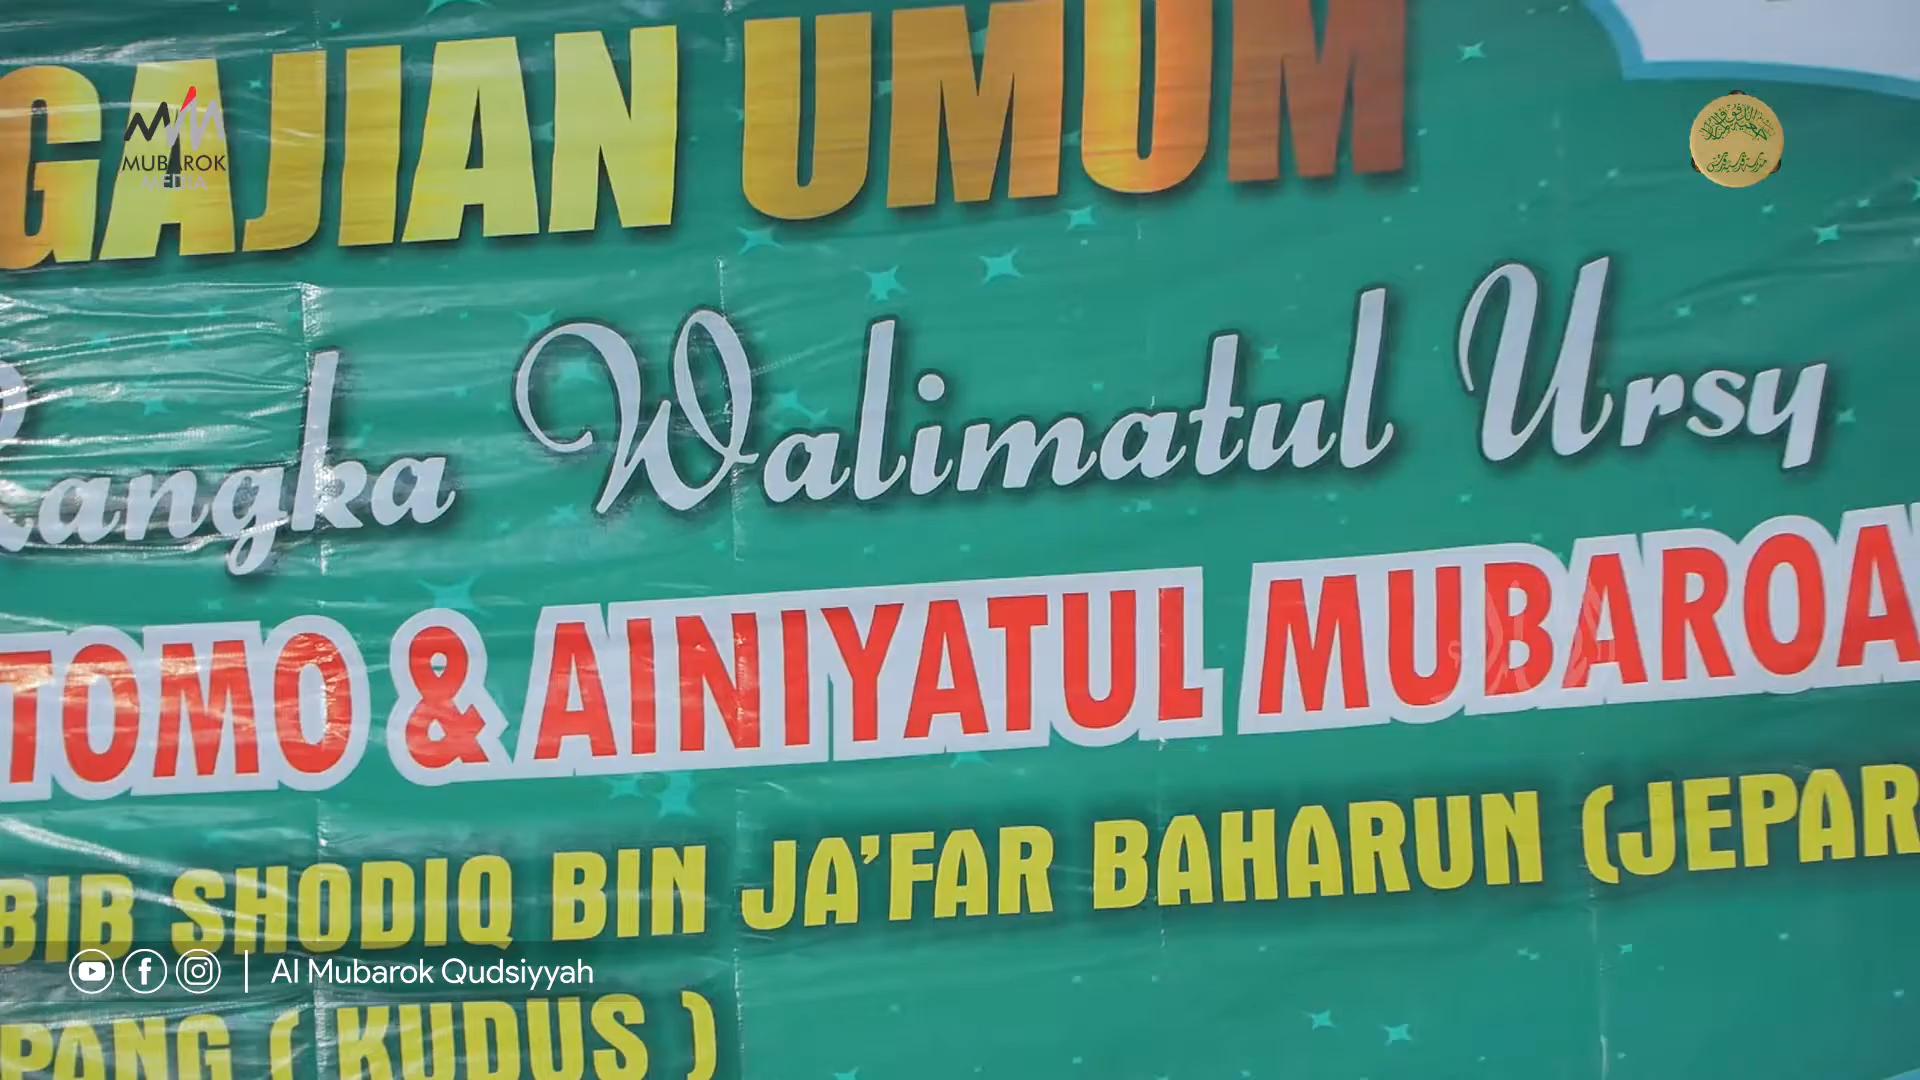 GAJIAN UMUM
MUBAROK
MEDIA
Rangka Walimatul Ursy
TOMO & AINIYATUL MUBAROA
BIB SHODIQ BIN JA'FAR BAHARUN (JEPAR
Al Mubarok Qudsiyyah
PANG ( KUDUS )